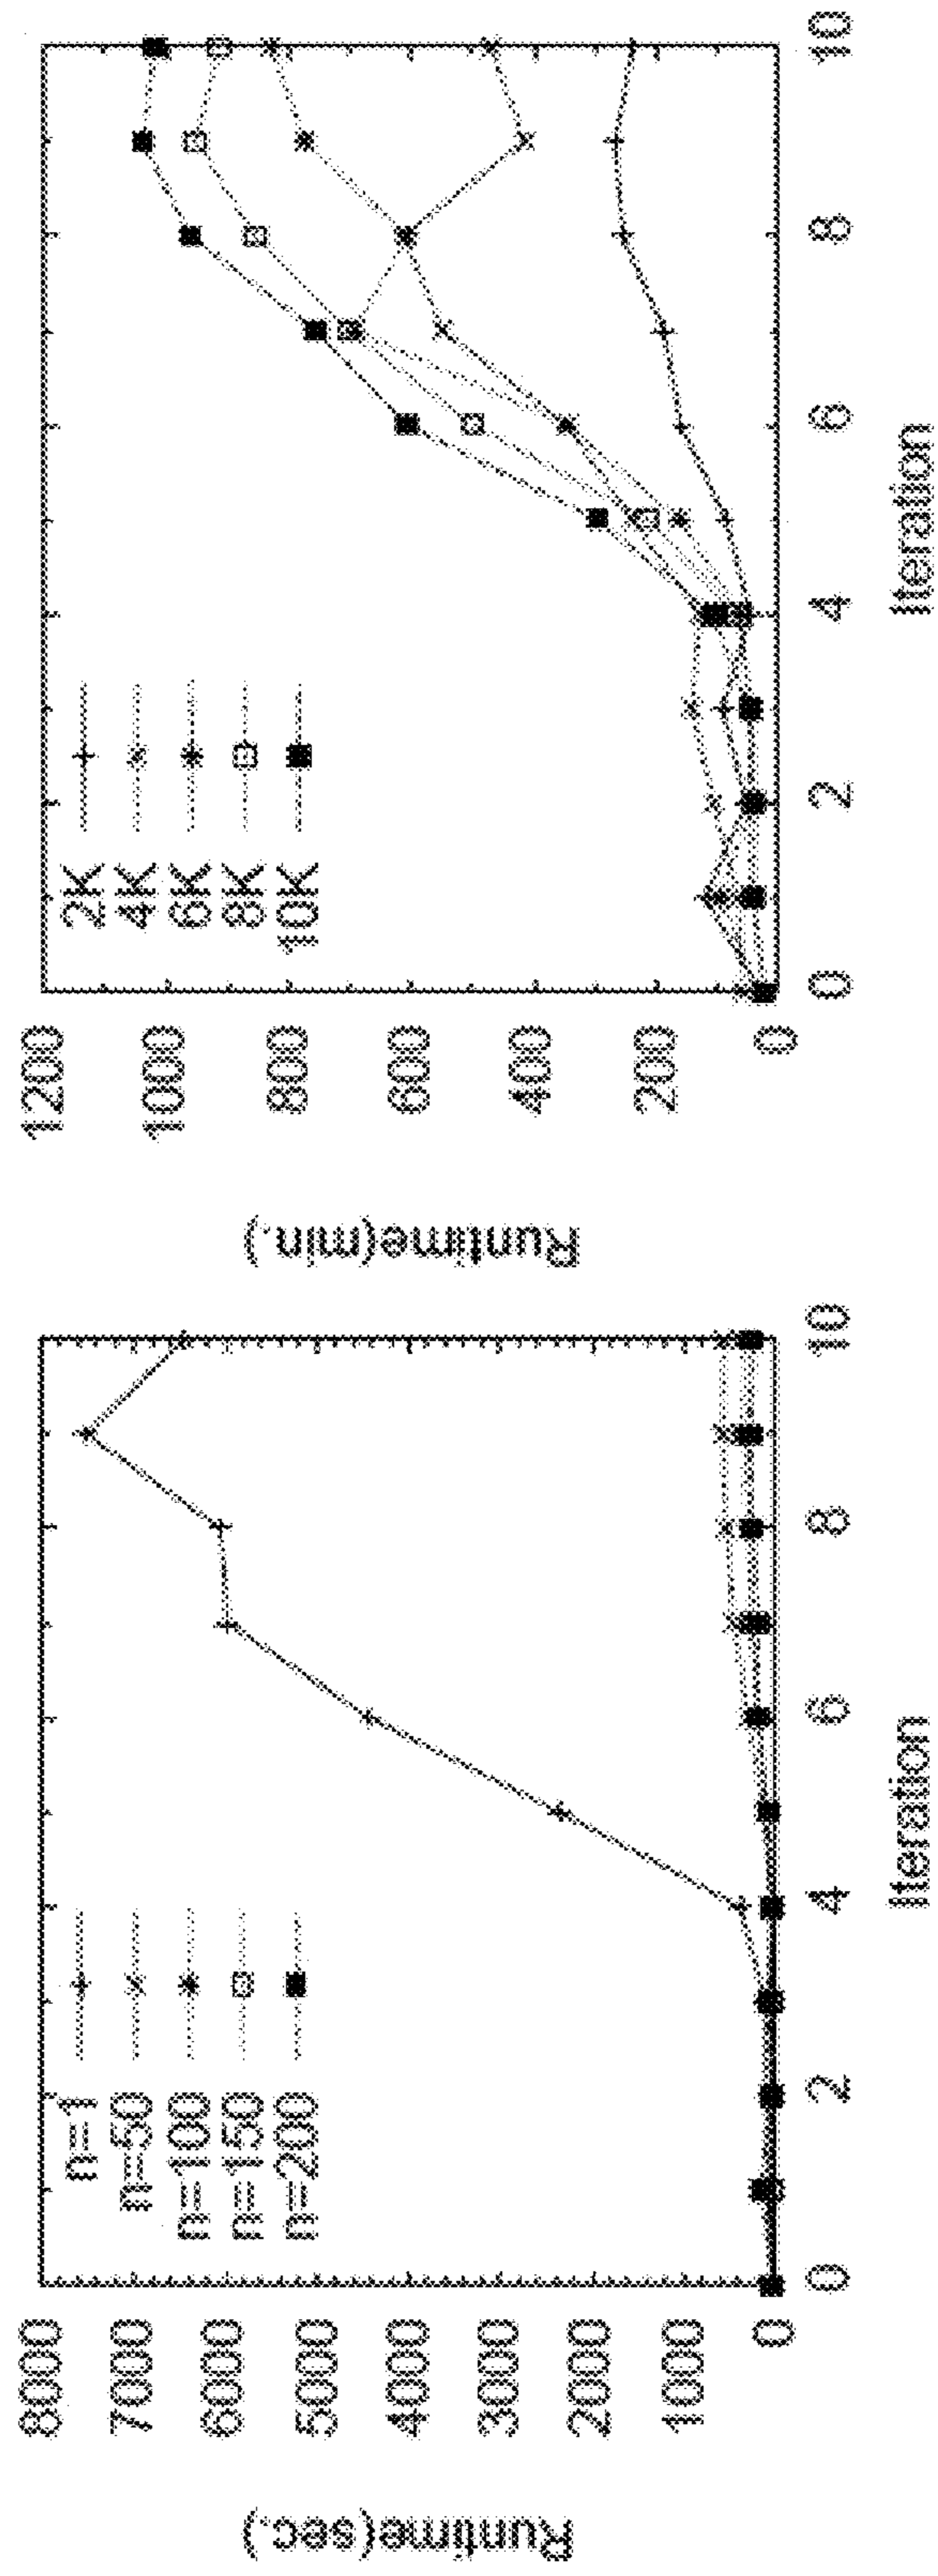 Runtime(sec.)
8000
7000
6000
5000
4000
3000
2000
1000
0
n=1
n=50
n=100
n=150
n=200
0
2
4
6
8
10
Iteration
Runtime(min.)
1200
1000
800
600
400
200
0
2K
4K
6K
8K
10K
0
2
4
6
8
10
Iteration